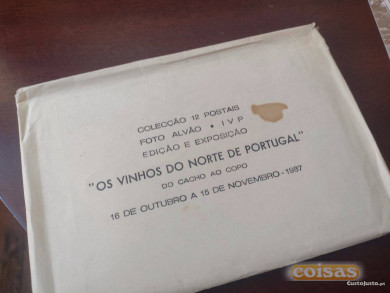 COLECÇÃO 12 POSTAIS
FOTO ALVÃO • IVP
EDIÇÃO E EXPOSIÇÃO
"OS VINHOS DO NORTE DE PORTUGAL"
DO CACHO AO COPO
16 DE OUTUBRO A 15 DE NOVEMBRO-1987
coisas
CustoJusto.pt